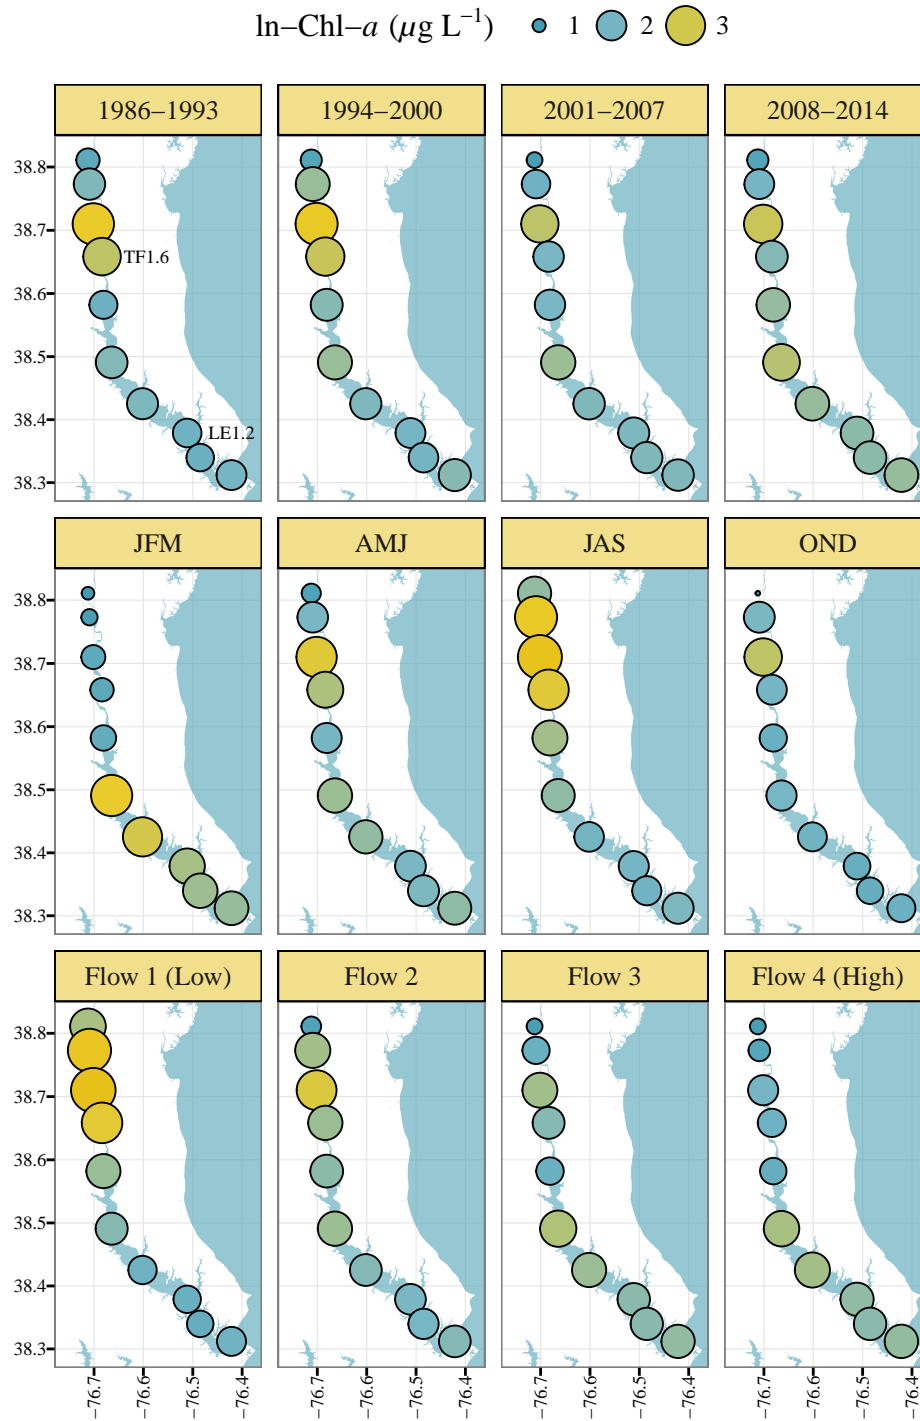 ln–Chl–a (µg L⁻¹) 1 2 3
1986–1993 1994–2000 2001–2007 2008–2014
38.8
38.7
TF1.6
38.6
38.5
38.4
LE1.2
38.3
JFM AMJ JAS OND
38.8
38.7
38.6
38.5
38.4
38.3
Flow 1 (Low) Flow 2 Flow 3 Flow 4 (High)
38.8
38.7
38.6
38.5
38.4
38.3
−76.7 −76.6 −76.5 −76.4 −76.7 −76.6 −76.5 −76.4 −76.7 −76.6 −76.5 −76.4 −76.7 −76.6 −76.5 −76.4